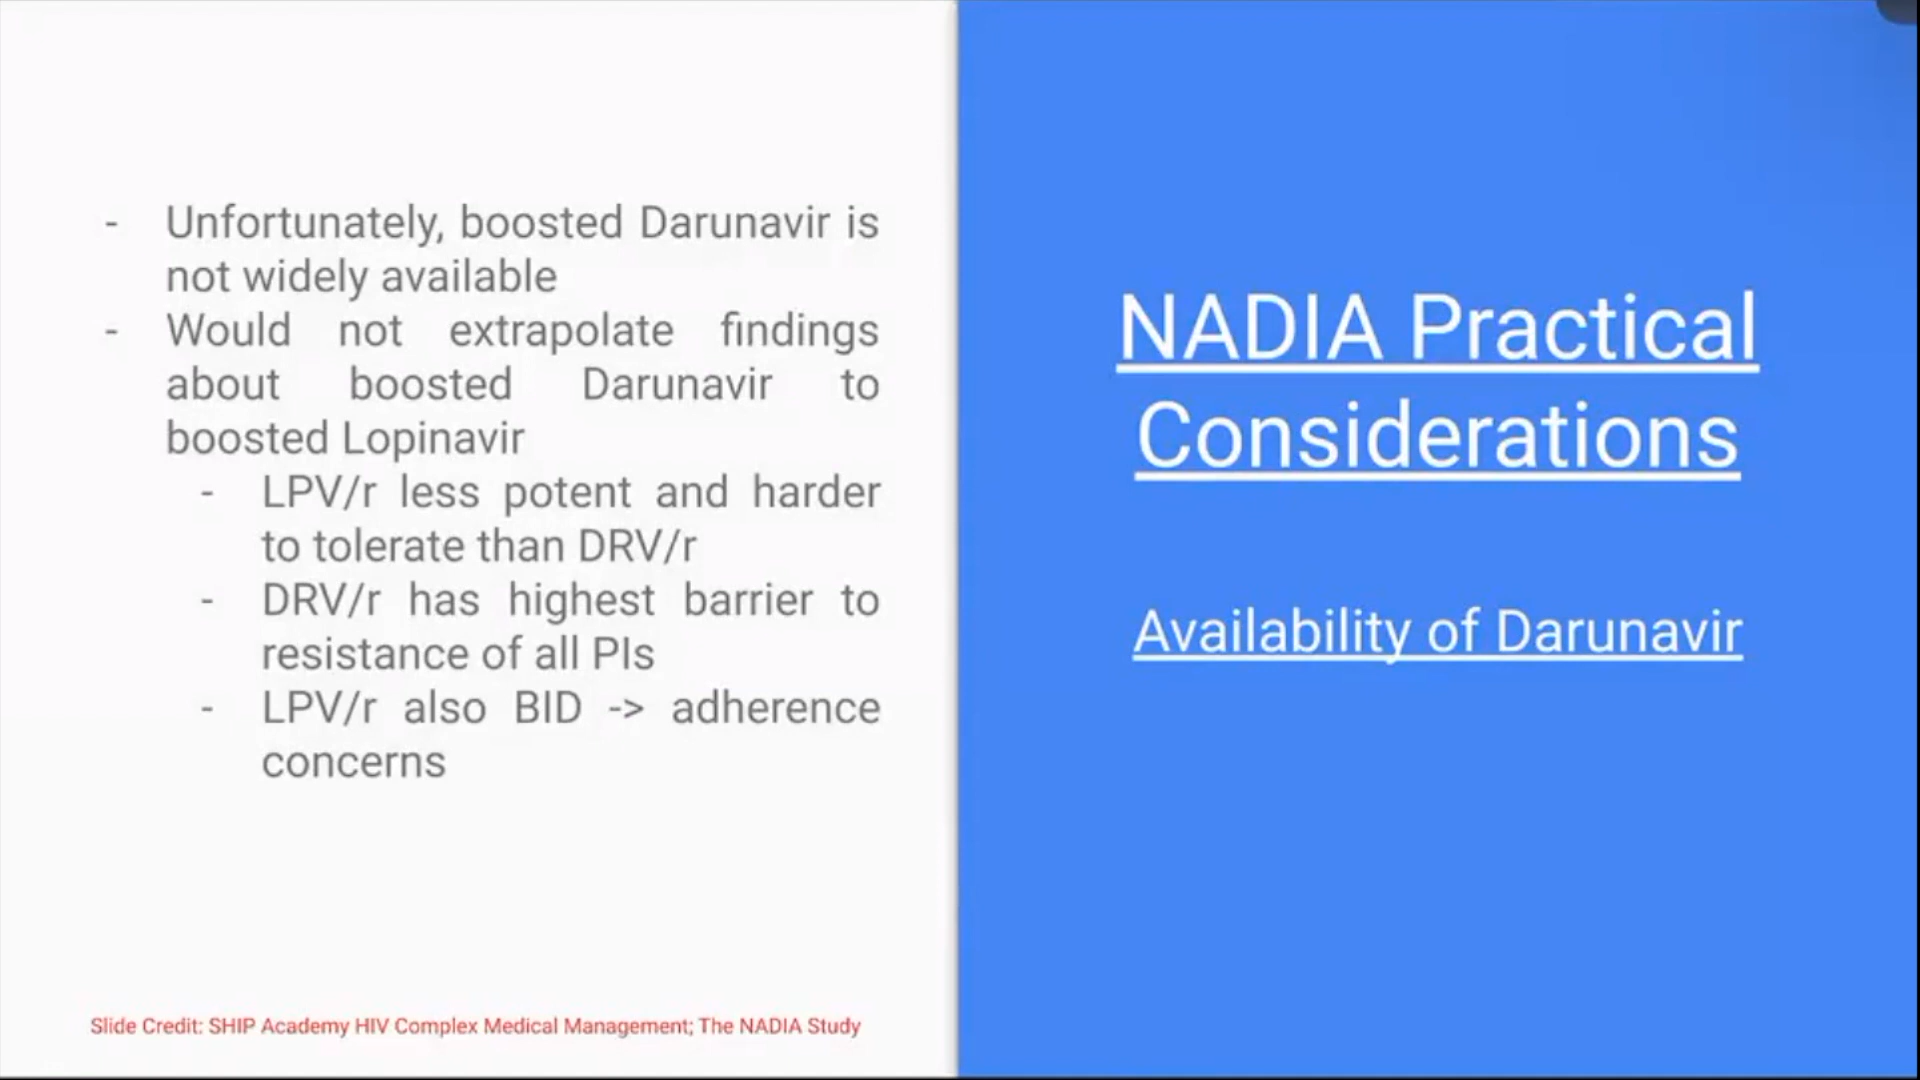 - Unfortunately, boosted Darunavir is
not widely available
- Would not extrapolate findings
about boosted Darunavir to
boosted Lopinavir
- LPV/r less potent and harder
to tolerate than DRV/r
- DRV/r has highest barrier to
resistance of all PIs
- LPV/r also BID -> adherence
concerns
Slide Credit: SHIP Academy HIV Complex Medical Management; The NADIA Study
NADIA Practical
Considerations
Availability of Darunavir